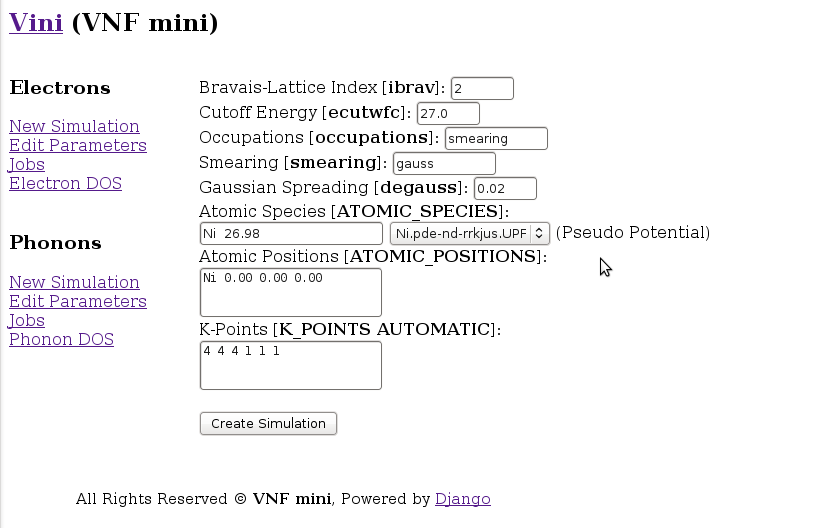 Vini (VNF mini)
Electrons
New Simulation
Edit Parameters
Jobs
Electron DOS
Phonons
New Simulation
Edit Parameters
Jobs
Phonon DOS
Bravais-Lattice Index [ibrav]: 2
Cutoff Energy [ecutwfc]: 27.0
Occupations [occupations]: smearing
Smearing [smearing]: gauss
Gaussian Spreading [degauss]: 0.02
Atomic Species [ATOMIC_SPECIES]:
Ni 26.98 Ni.pde-nd-rrkjus.UPF (Pseudo Potential)
Atomic Positions [ATOMIC_POSITIONS]:
Ni 0.00 0.00 0.00
K-Points [K_POINTS AUTOMATIC]:
4 4 4 1 1 1
Create Simulation
All Rights Reserved © VNF mini, Powered by Django